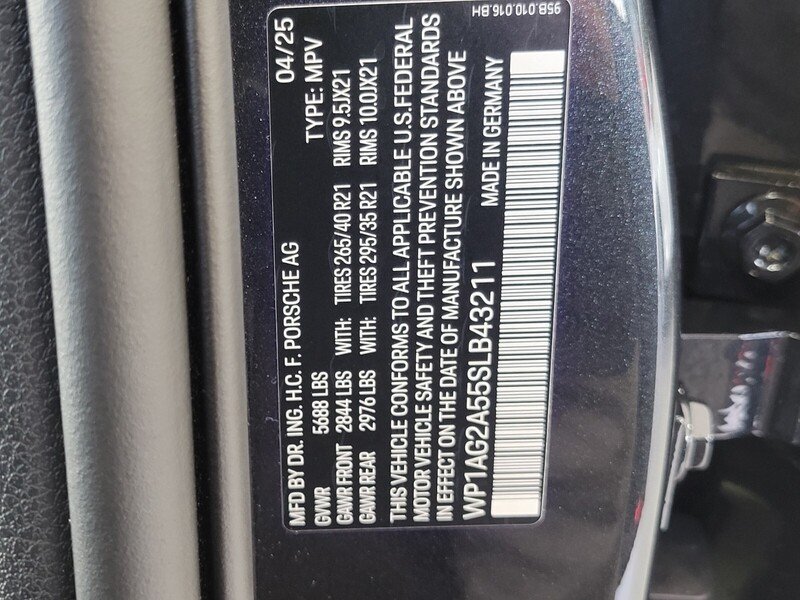 MFD BY DR. ING. H.C. F. PORSCHE AG 04/25
GVWR 5688 LBS TYPE: MPV
GAWR FRONT 2844 LBS WITH: TIRES 265/40 R21 RIMS 9,5JX21
GAWR REAR 2976 LBS WITH: TIRES 295/35 R21 RIMS 10.0JX21
THIS VEHICLE CONFORMS TO ALL APPLICABLE U.S. FEDERAL
MOTOR VEHICLE SAFETY AND THEFT PREVENTION STANDARDS
IN EFFECT ON THE DATE OF MANUFACTURE SHOWN ABOVE
WP1AG2A55SLB43211 MADE IN GERMANY
95B.010.016.BH